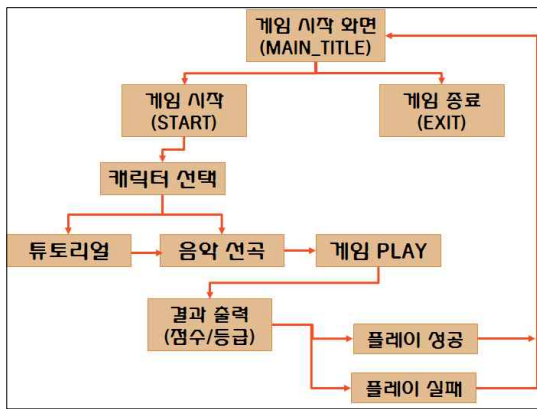 게임 시작 화면
(MAIN_TITLE)
게임 시작
(START)
게임 종료
(EXIT)
캐릭터 선택
튜토리얼
음악 선곡
게임 PLAY
결과 출력
(점수/등급)
플레이 성공
플레이 실패